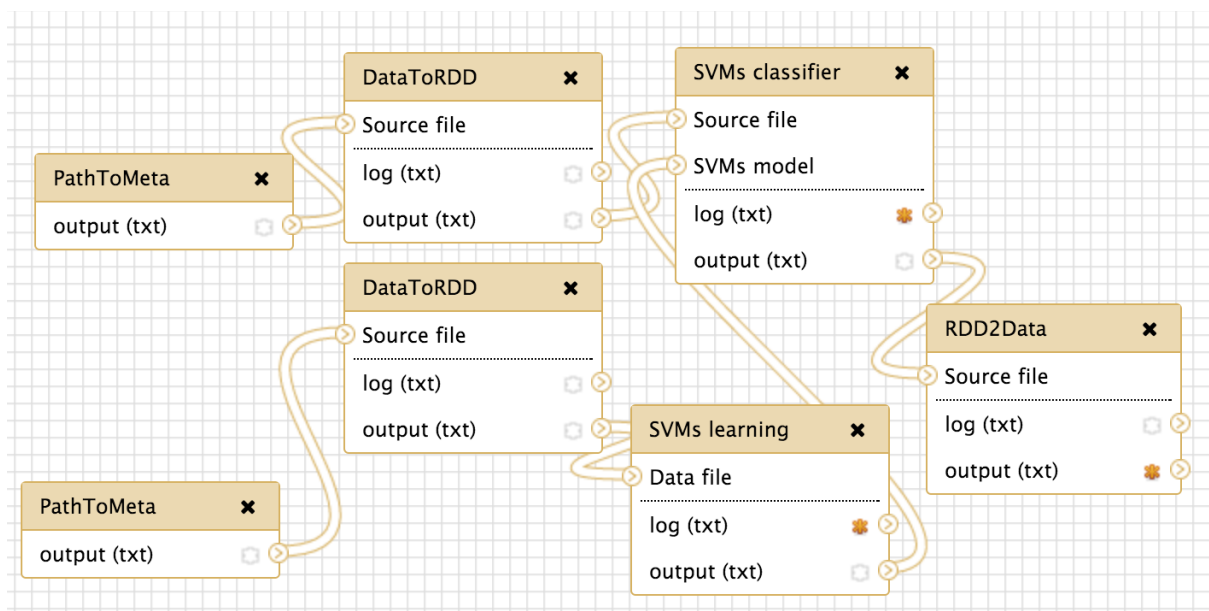 PathToMeta
output (txt)
DataToRDD
Source file
log (txt)
output (txt)
SVMs classifier
Source file
SVMs model
log (txt)
output (txt)
DataToRDD
Source file
log (txt)
output (txt)
PathToMeta
output (txt)
SVMs learning
Data file
log (txt)
output (txt)
RDD2Data
Source file
log (txt)
output (txt)